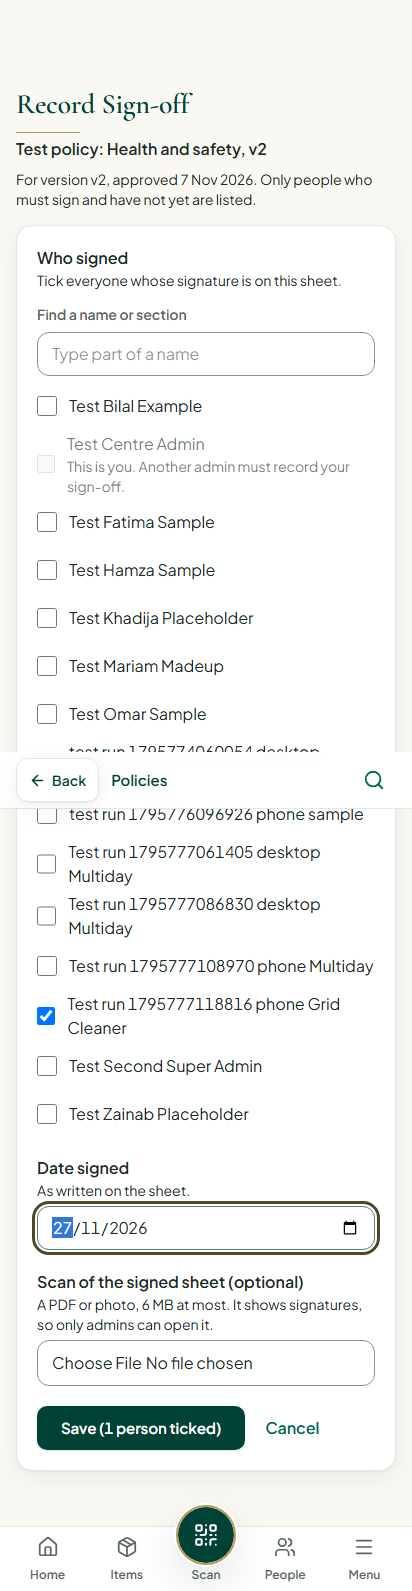 Record Sign-off
Test policy: Health and safety, v2
For version v2, approved 7 Nov 2026. Only people who
must sign and have not yet are listed.
Who signed
Tick everyone whose signature is on this sheet.
Find a name or section
Type part of a name
Test Bilal Example
Test Centre Admin
This is you. Another admin must record your
sign-off.
Test Fatima Sample
Test Hamza Sample
Test Khadija Placeholder
Test Mariam Madeup
Test Omar Sample
Back
Policies
test run 1795776096926 phone sample
Test run 1795777061405 desktop
Multiday
Test run 1795777086830 desktop
Multiday
Test run 1795777108970 phone Multiday
Test run 1795777118816 phone Grid
Cleaner
Test Second Super Admin
Test Zainab Placeholder
Date signed
As written on the sheet.
27/11/2026
Scan of the signed sheet (optional)
A PDF or photo, 6 MB at most. It shows signatures,
so only admins can open it.
Choose File No file chosen
Save (1 person ticked)
Cancel
Home
Items
Scan
People
Menu